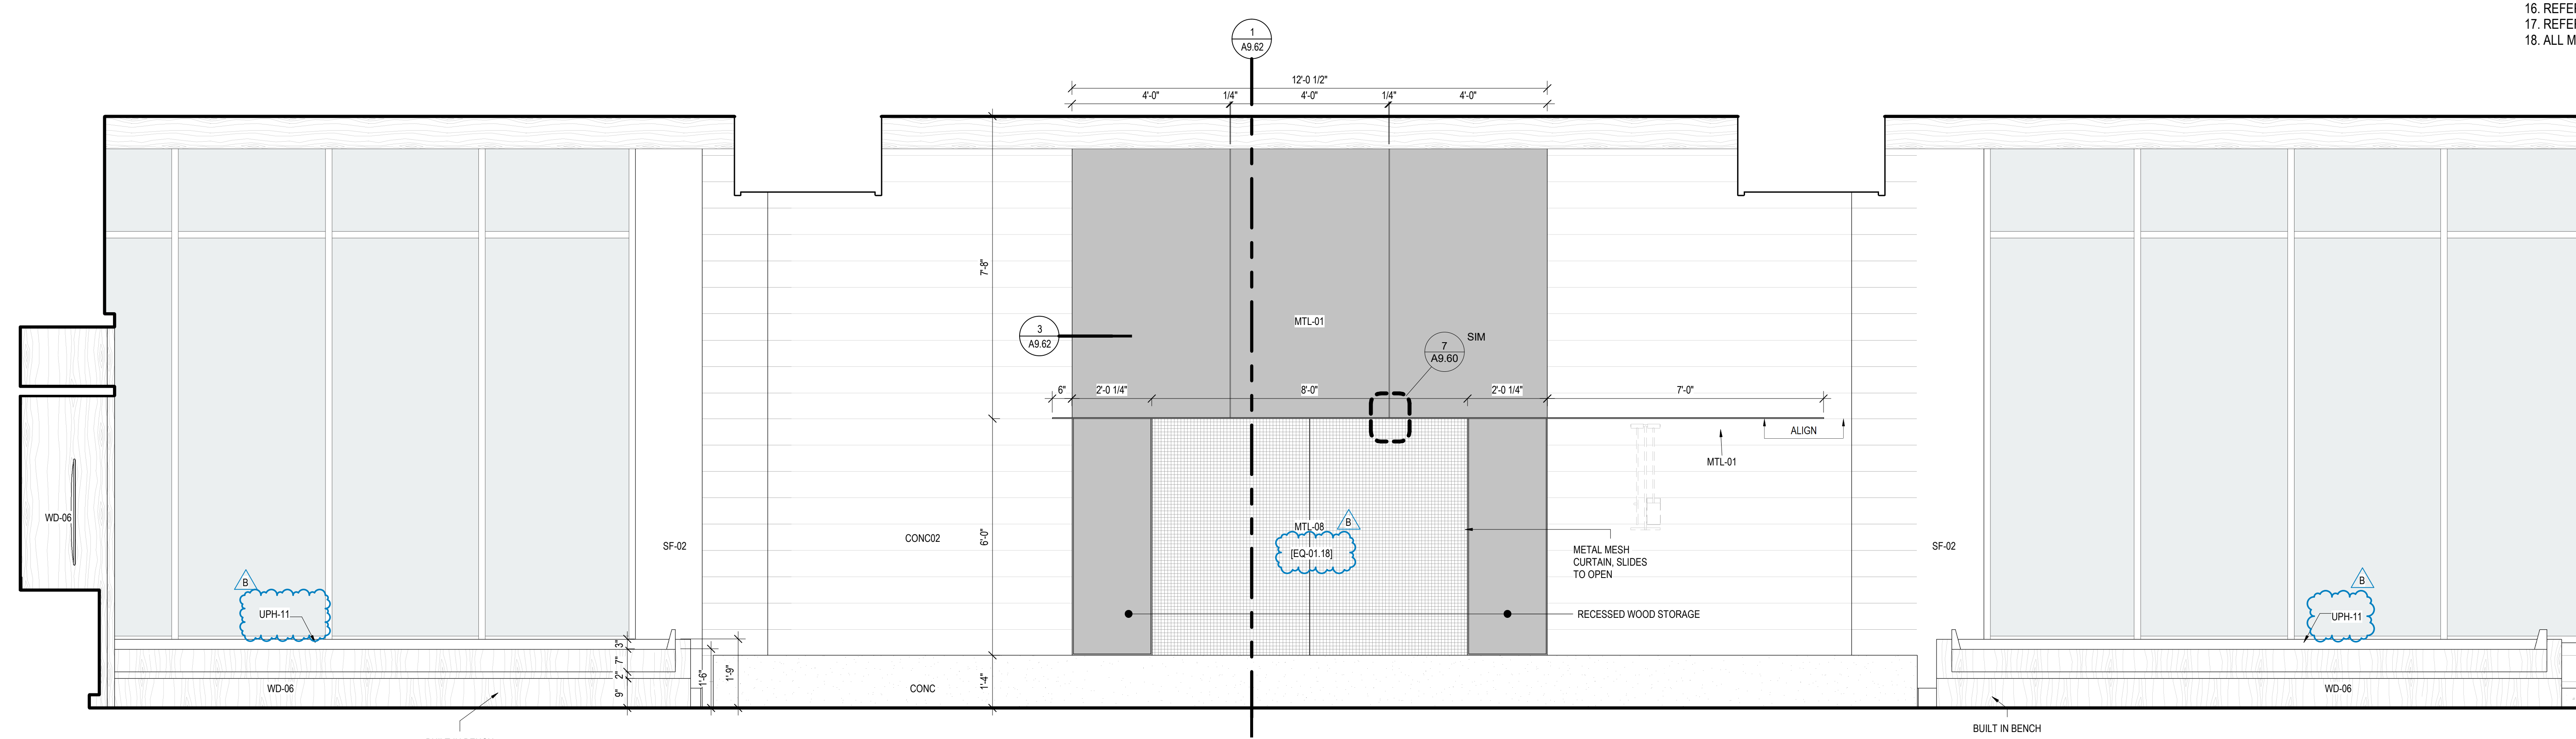 16. REFE
17. REFE
18. ALL M
1
A9.62
12'-0 1/2"
4'-0"
1/4"
4'-0"
1/4"
4'-0"
7'-8"
MTL-01
3
A9.62
7
A9.60
SIM
6"
2'-0 1/4"
8'-0"
2'-0 1/4"
7'-0"
ALIGN
MTL-01
WD-06
SF-02
CONC02
6'-0"
MTL-08
B
[EQ-01.18]
METAL MESH
CURTAIN, SLIDES
TO OPEN
SF-02
B
UPH-11
RECESSED WOOD STORAGE
B
UPH-11
3"
7"
2"
9"
1'-6"
1'-9"
1'-4"
WD-06
CONC
WD-06
BUILT IN BENCH